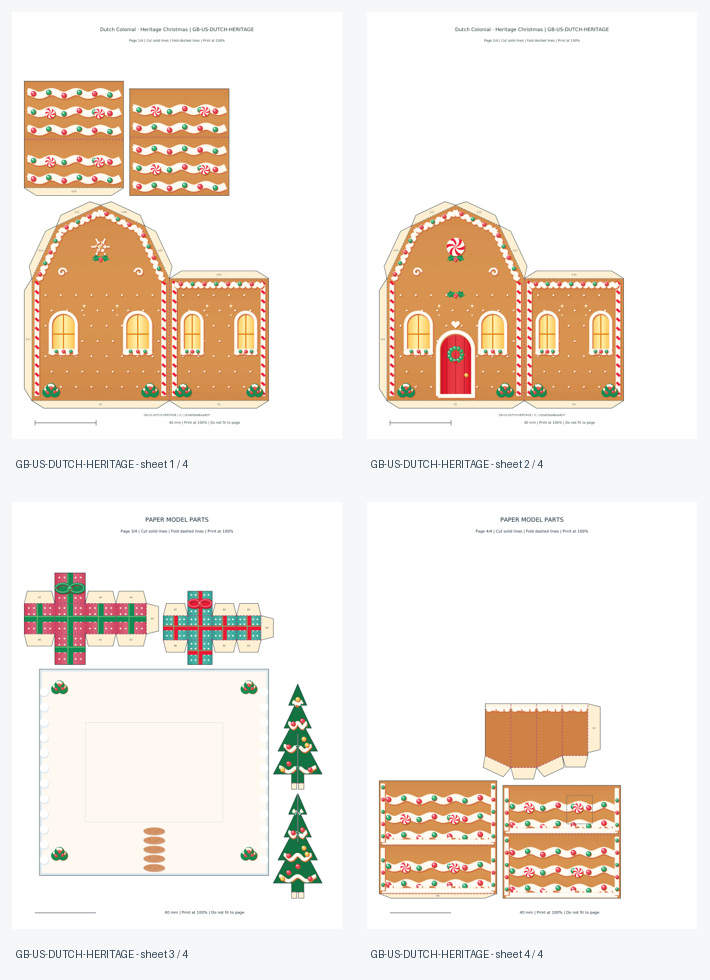 Dutch Colonial · Heritage Christmas | GB-US-DUTCH-HERITAGE
Page 1/4 | Cut solid lines | Fold dashed lines | Print at 100%
40 mm | Print at 100% | Do not fit to page
GB-US-DUTCH-HERITAGE - sheet 1 / 4
Dutch Colonial · Heritage Christmas | GB-US-DUTCH-HERITAGE
Page 2/4 | Cut solid lines | Fold dashed lines | Print at 100%
40 mm | Print at 100% | Do not fit to page
GB-US-DUTCH-HERITAGE - sheet 2 / 4
PAPER MODEL PARTS
Page 3/4 | Cut solid lines | Fold dashed lines | Print at 100%
40 mm | Print at 100% | Do not fit to page
GB-US-DUTCH-HERITAGE - sheet 3 / 4
PAPER MODEL PARTS
Page 4/4 | Cut solid lines | Fold dashed lines | Print at 100%
40 mm | Print at 100% | Do not fit to page
GB-US-DUTCH-HERITAGE - sheet 4 / 4